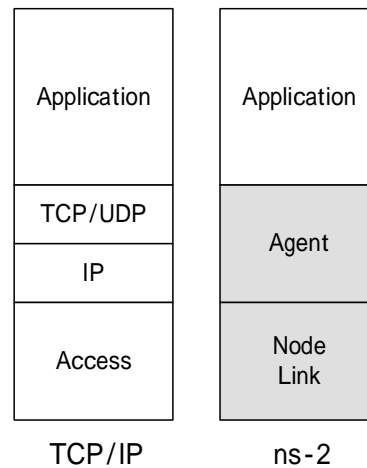 Application
TCP/UDP
IP
Access
TCP/IP
Application
Agent
Node
Link
ns-2